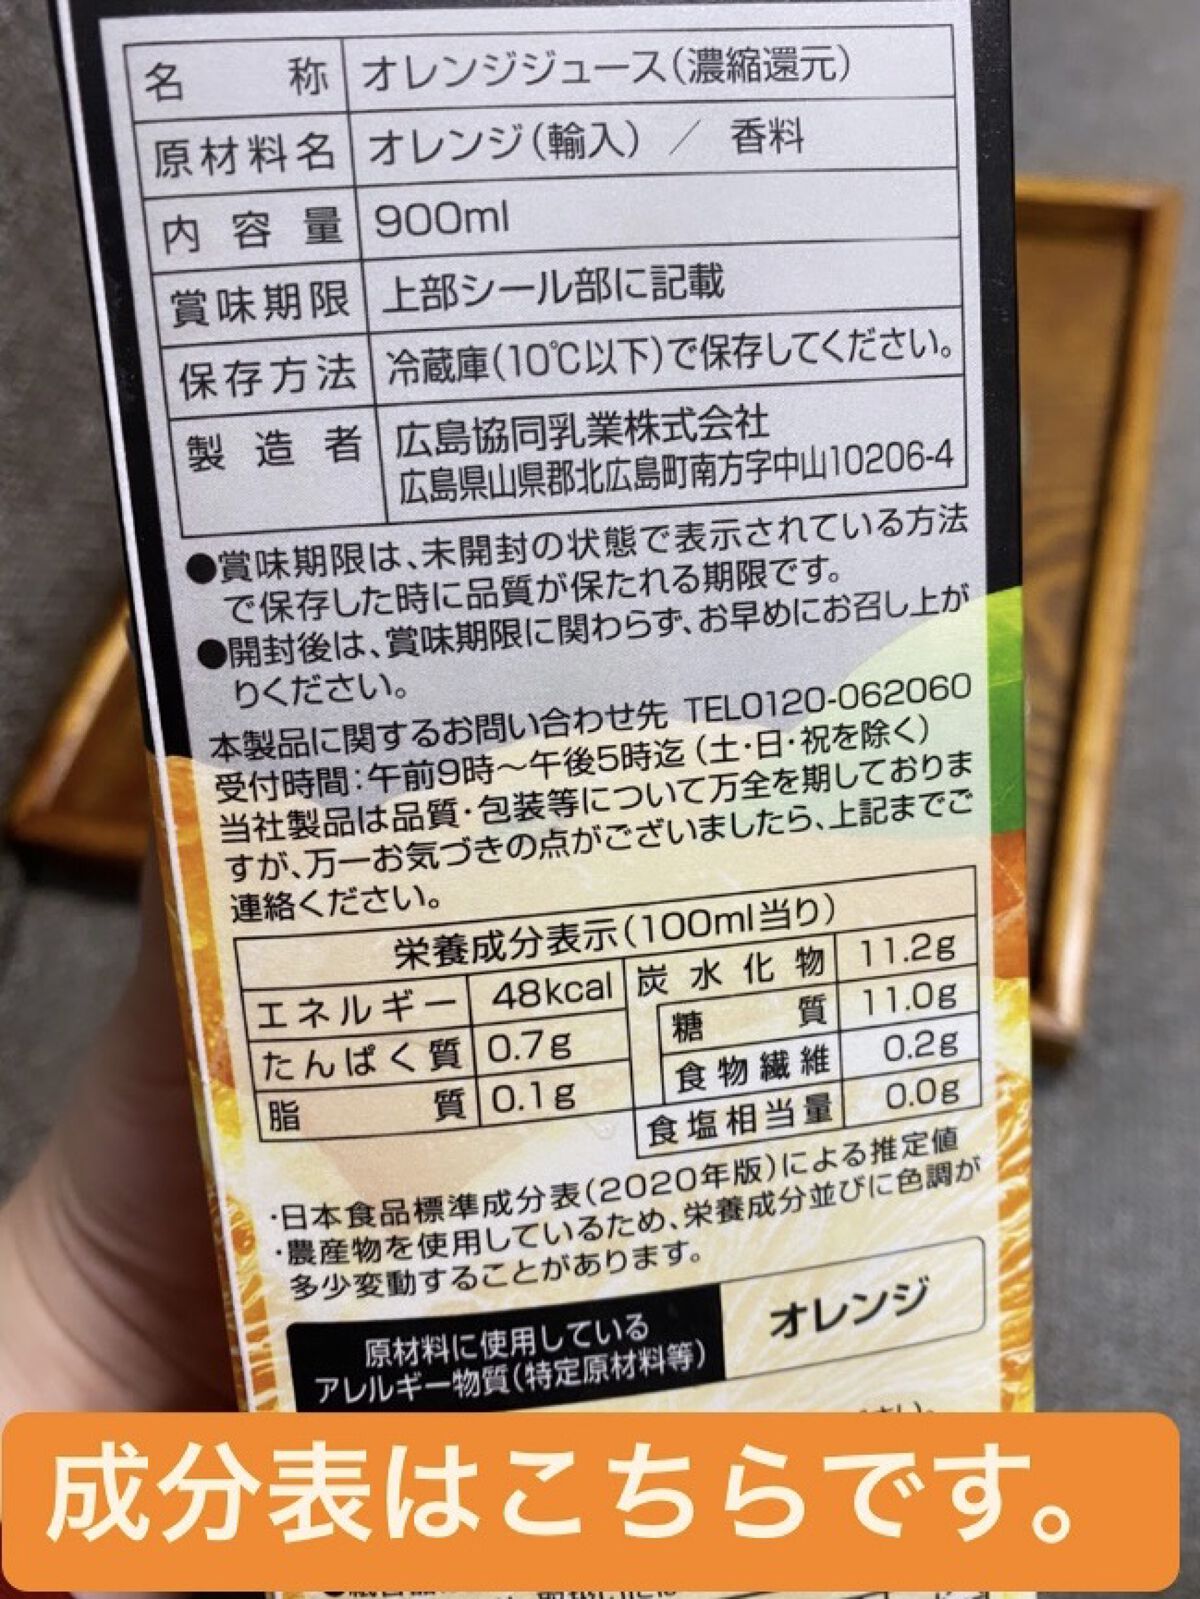 名称 オレンジジュース(濃縮還元)
原材料名 オレンジ(輸入) / 香料
内容量 900ml
賞味期限 上部シール部に記載
保存方法 冷蔵庫(10℃以下)で保存してください。
製造者 広島協同乳業株式会社
広島県山県郡北広島町南方字中山10206-4
●賞味期限は、未開封の状態で表示されている方法
で保存した時に品質が保たれる期限です。
●開封後は、賞味期限に関わらず、お早めにお召し上が
りください。
本製品に関するお問い合わせ先 TEL0120-062060
受付時間:午前9時〜午後5時迄(土・日・祝を除く)
当社製品は品質・包装等について万全を期しておりま
すが、万一お気づきの点がございましたら、上記までご
連絡ください。
栄養成分表示(100ml当り)
エネルギー 48kcal 炭水化物 11.2g
たんぱく質 0.7g 糖質 11.0g
脂質 0.1g 食物繊維 0.2g
食塩相当量 0.0g
・日本食品標準成分表(2020年版)による推定値
・農産物を使用しているため、栄養成分並びに色調が
多少変動することがあります。
原材料に使用している
アレルギー物質(特定原材料等)
オレンジ
成分表はこちらです。